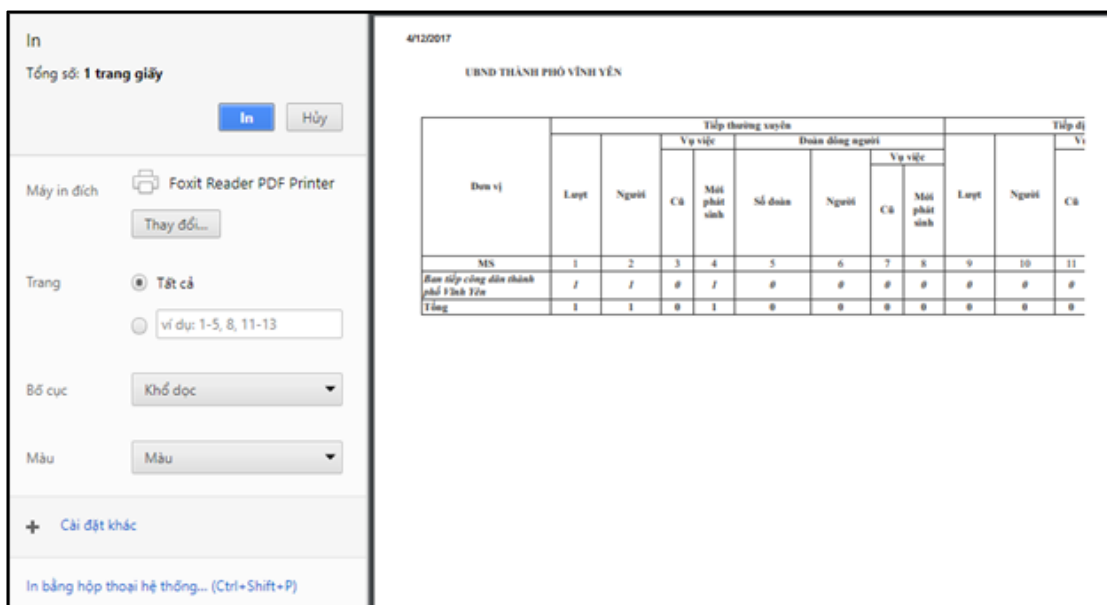 In
Tổng số: 1 trang giấy
In
Hủy
Máy in đích
Foxit Reader PDF Printer
Thay đổi...
Trang
Tất cả
ví dụ: 1-5, 8, 11-13
Bố cục
Khổ dọc
Màu
Màu
+ Cài đặt khác
In bằng hộp thoại hệ thống... (Ctrl+Shift+P)
4/12/2017
UBND THÀNH PHỐ VĨNH YÊN
Đơn vị
Tiếp thường xuyên
Tiếp đị
Lượt
Người
Vụ việc
Đoàn đông người
Lượt
Người
Cũ
Mới phát sinh
Số đoàn
Người
Vụ việc
Cũ
Mới phát sinh
Cũ
MS 1 2 3 4 5 6 7 8 9 10 11
Ban tiếp công dân thành
phố Vĩnh Yên 1 1 0 1 0 0 0 0 0 0 0
Tổng 1 1 0 1 0 0 0 0 0 0 0